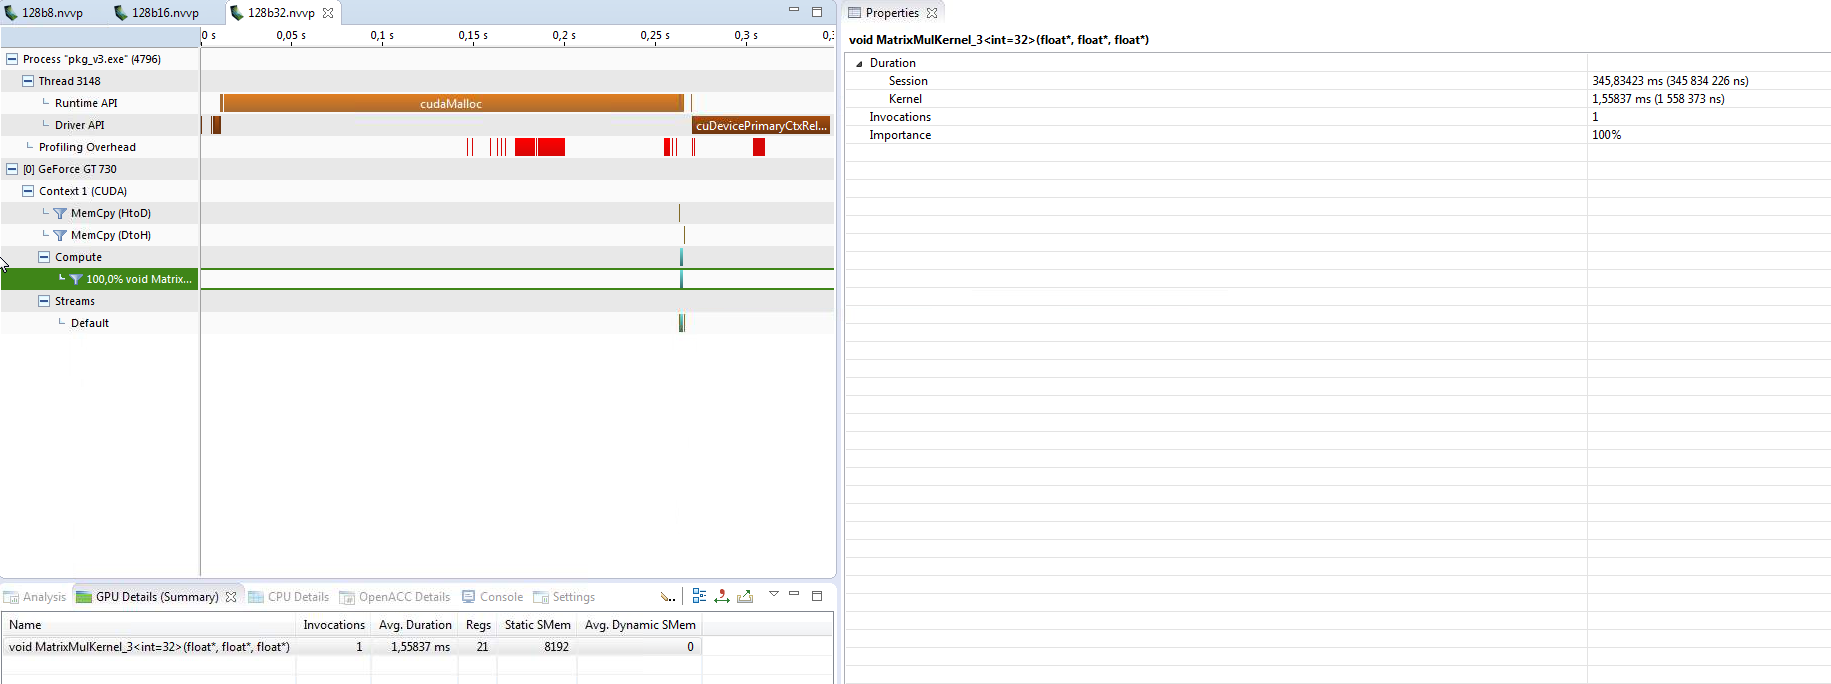 128b8.nvvp 128b16.nvvp 128b32.nvvp
0 s 0,05 s 0,1 s 0,15 s 0,2 s 0,25 s 0,3 s
Process "pkg_v3.exe" (4796)
Thread 3148
Runtime API cudaMalloc
Driver API cuDevicePrimaryCtxRel...
Profiling Overhead
[0] GeForce GT 730
Context 1 (CUDA)
MemCpy (HtoD)
MemCpy (DtoH)
Compute
100,0% void Matrix...
Streams
Default
Analysis GPU Details (Summary) CPU Details OpenACC Details Console Settings
Name Invocations Avg. Duration Regs Static SMem Avg. Dynamic SMem
void MatrixMulKernel_3<int=32>(float*, float*, float*) 1 1,55837 ms 21 8192 0
Properties
void MatrixMulKernel_3<int=32>(float*, float*, float*)
Duration
Session 345,83423 ms (345 834 226 ns)
Kernel 1,55837 ms (1 558 373 ns)
Invocations 1
Importance 100%